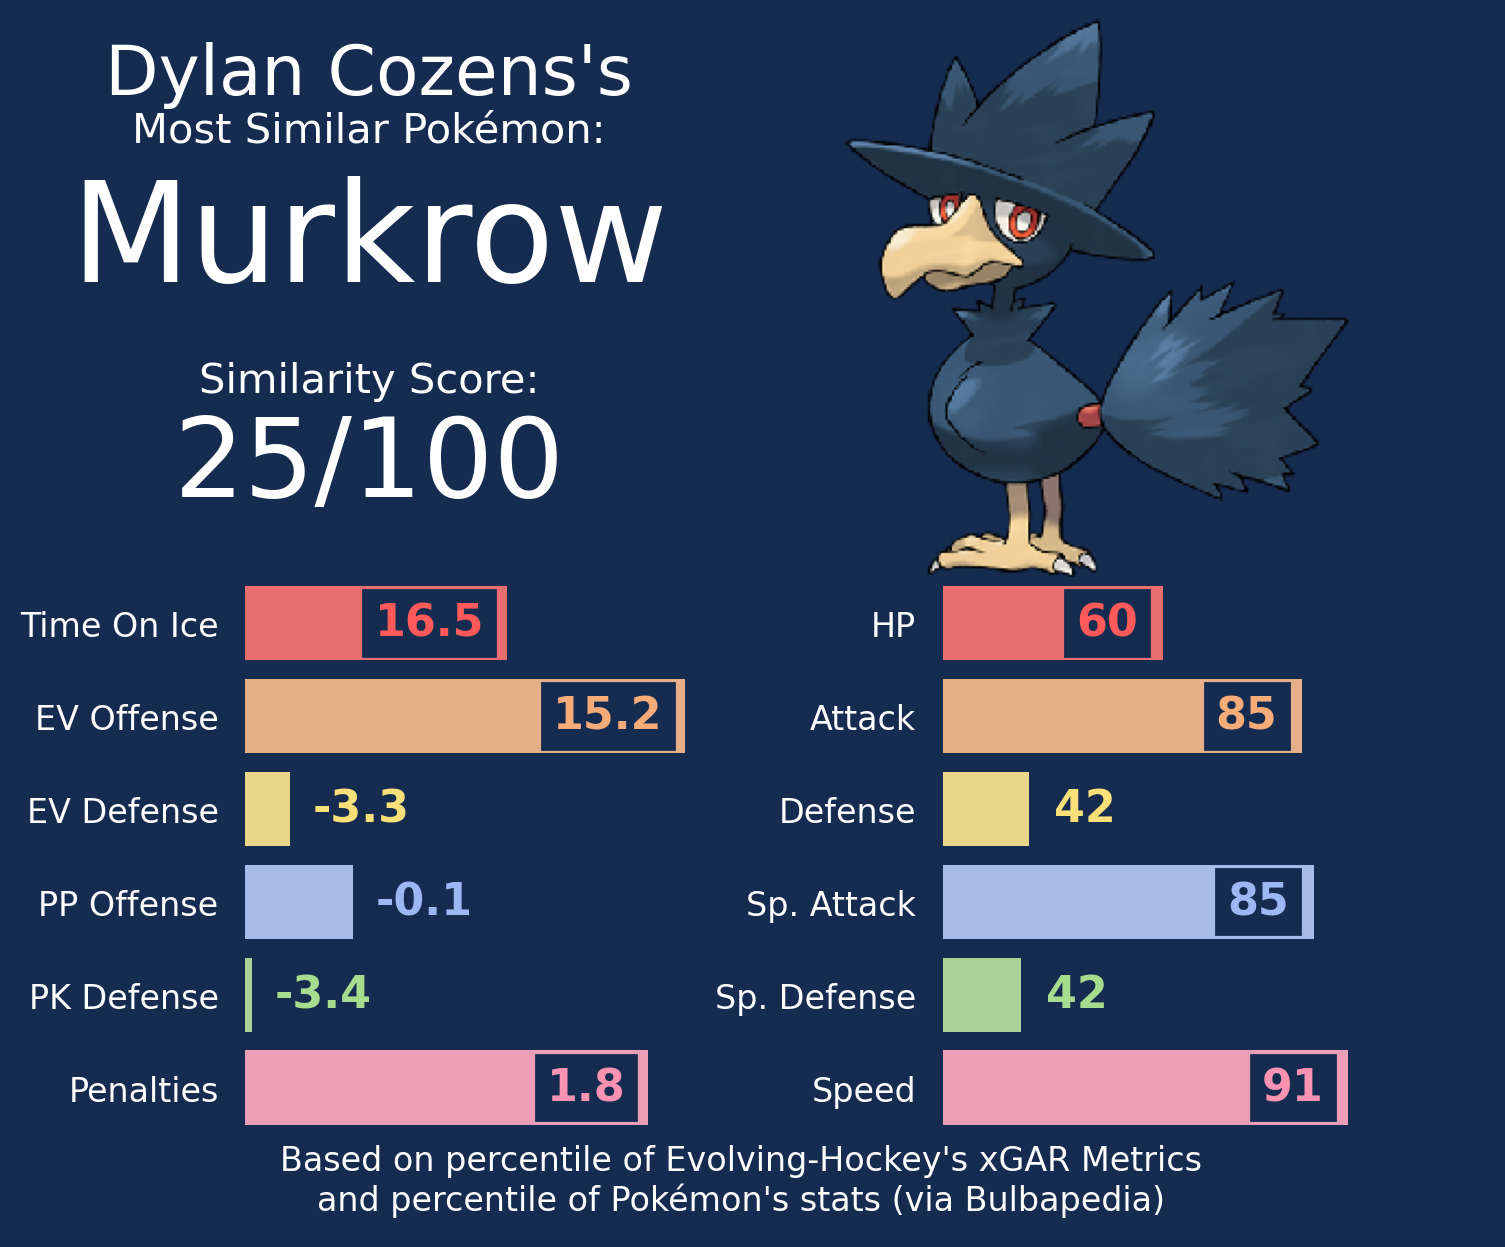 Dylan Cozens's
Most Similar Pokémon:
Murkrow
Similarity Score:
25/100
Time On Ice 16.5
EV Offense 15.2
EV Defense -3.3
PP Offense -0.1
PK Defense -3.4
Penalties 1.8
HP 60
Attack 85
Defense 42
Sp. Attack 85
Sp. Defense 42
Speed 91
Based on percentile of Evolving-Hockey's xGAR Metrics
and percentile of Pokémon's stats (via Bulbapedia)